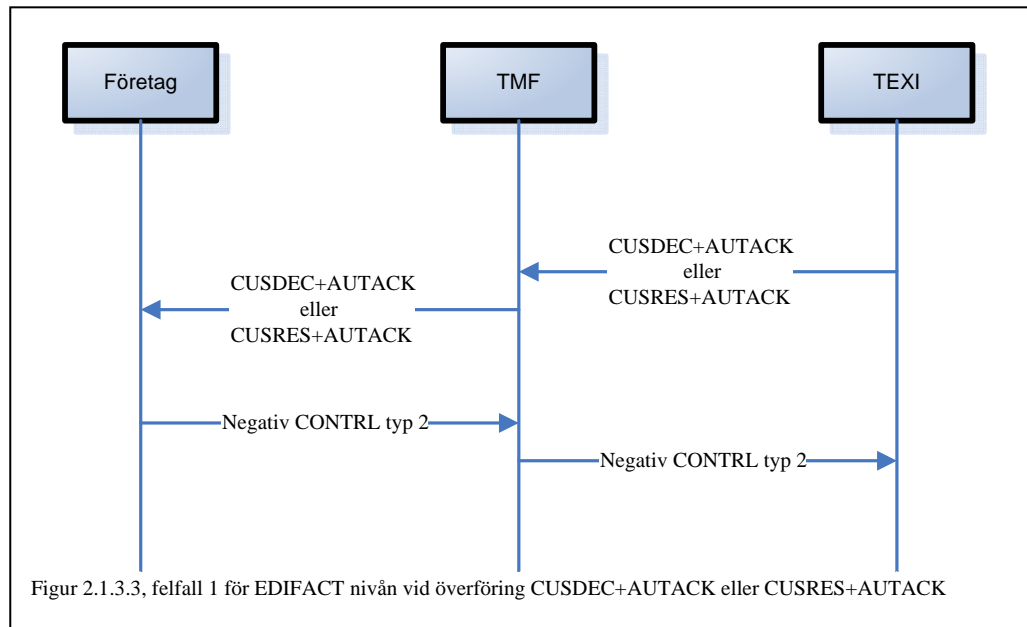 Företag
TMF
TEXI
CUSDEC+AUTACK
eller
CUSRES+AUTACK
CUSDEC+AUTACK
eller
CUSRES+AUTACK
Negativ CONTRL typ 2
Negativ CONTRL typ 2
Figur 2.1.3.3, felfall 1 för EDIFACT nivån vid överföring CUSDEC+AUTACK eller CUSRES+AUTACK